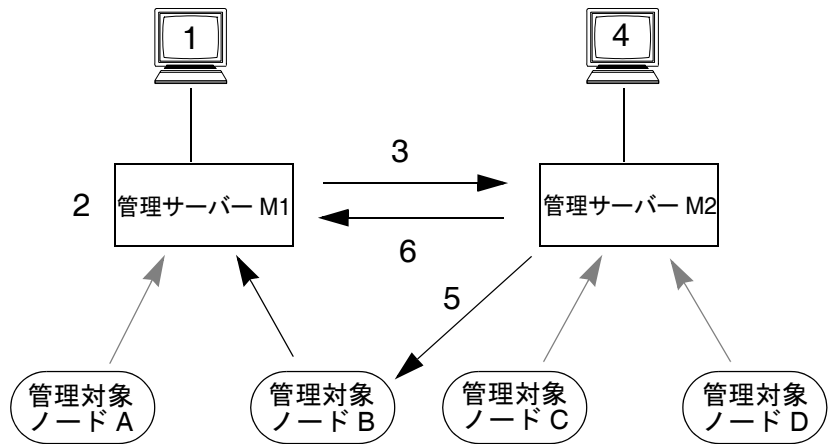 1
4
3
2
管理サーバー M1
管理サーバー M2
6
5
管理対象
ノード A
管理対象
ノード B
管理対象
ノード C
管理対象
ノード D